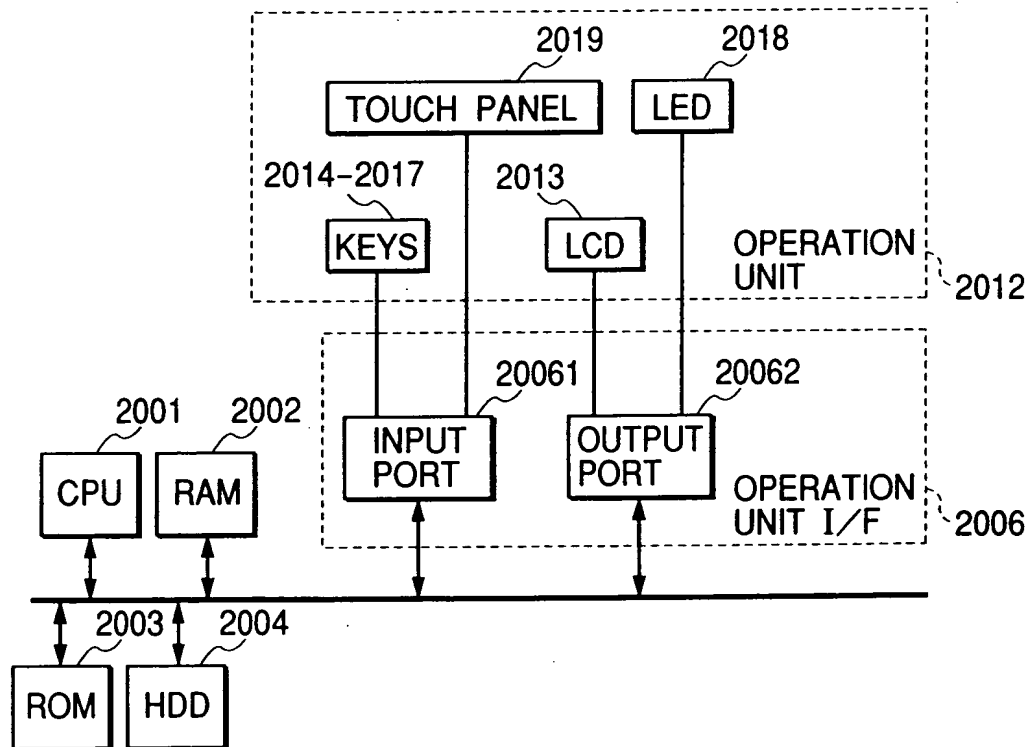 2019
2018
TOUCH PANEL
LED
2014-2017
2013
KEYS
LCD
OPERATION
UNIT
2012
20061
20062
2001
2002
INPUT
PORT
OUTPUT
PORT
CPU
RAM
OPERATION
UNIT I/F
2006
2003
2004
ROM
HDD